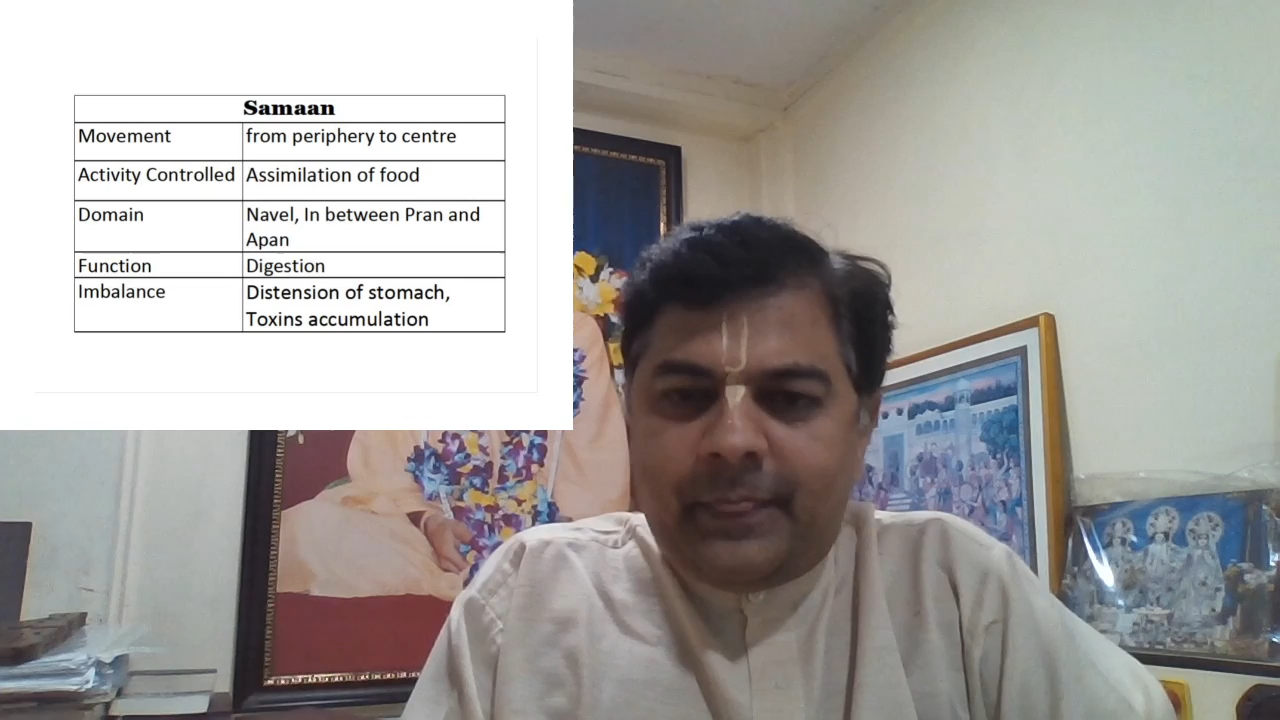 Samaan
Movement from periphery to centre
Activity Controlled Assimilation of food
Domain Navel, In between Pran and
Apan
Function Digestion
Imbalance Distension of stomach,
Toxins accumulation